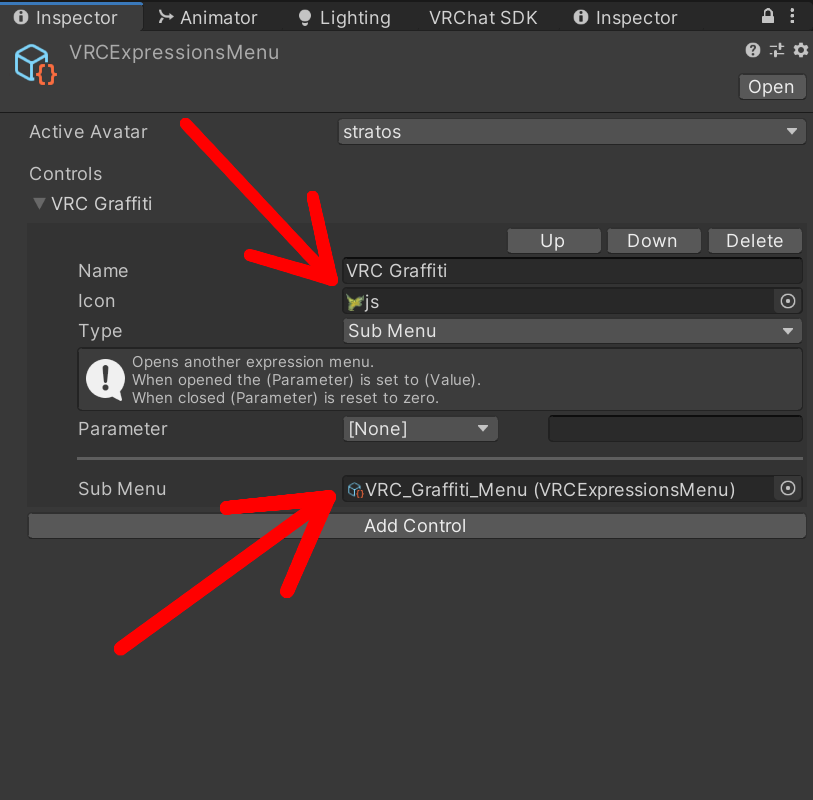 Inspector Animator Lighting VRChat SDK Inspector
VRCExpressionsMenu
Open
Active Avatar stratos
Controls
VRC Graffiti
Up Down Delete
Name VRC Graffiti
Icon js
Type Sub Menu
Opens another expression menu.
When opened the (Parameter) is set to (Value).
When closed (Parameter) is reset to zero.
Parameter [None]
Sub Menu VRC_Graffiti_Menu (VRCExpressionsMenu)
Add Control